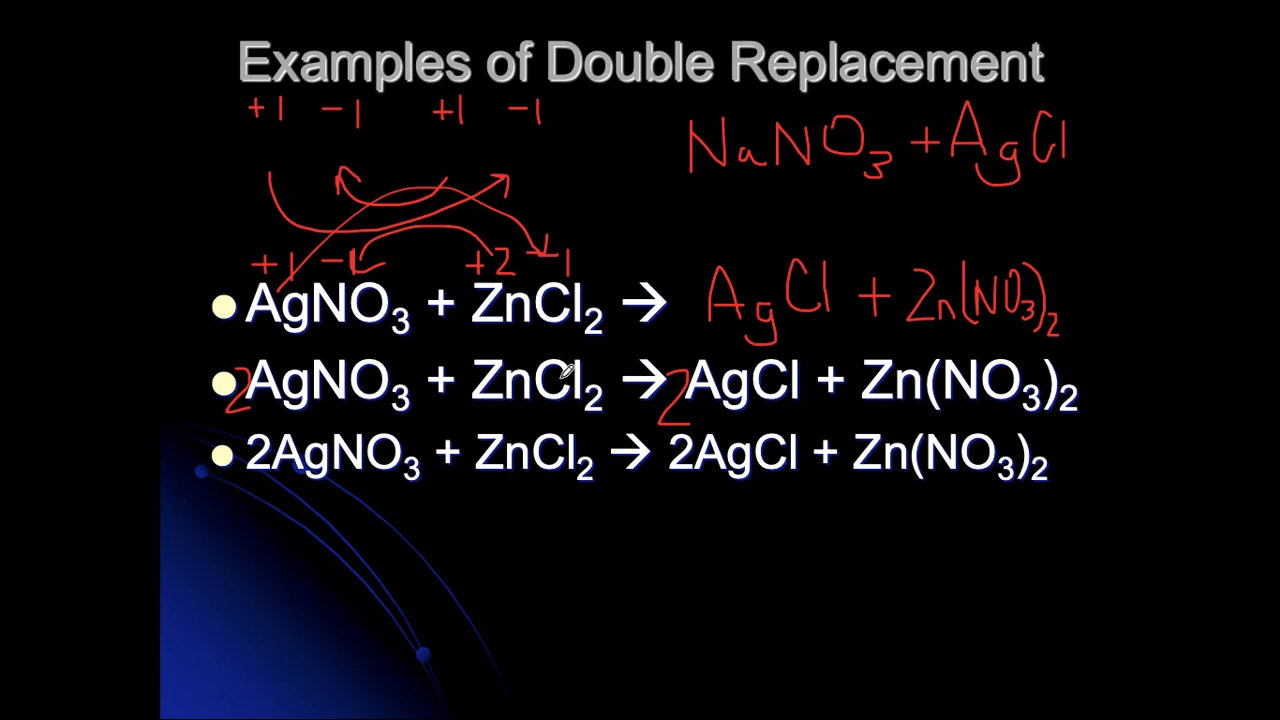 Examples of Double Replacement
+1 −1 +1 −1
NaNO₃ + AgCl
+1 −1 +2 −1
• AgNO₃ + ZnCl₂ → AgCl + Zn(NO₃)₂
• 2AgNO₃ + ZnCl₂ → 2AgCl + Zn(NO₃)₂
• 2AgNO₃ + ZnCl₂ → 2AgCl + Zn(NO₃)₂